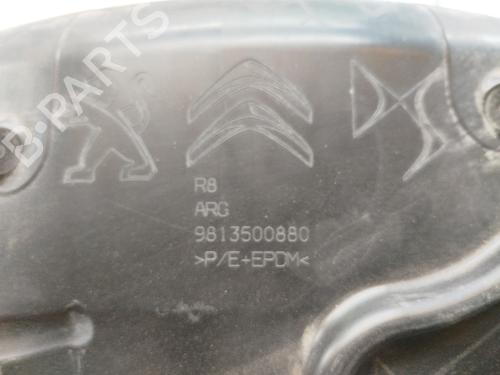 B-PARTS
R8
ARG
9813500880
>P/E+EPDM<